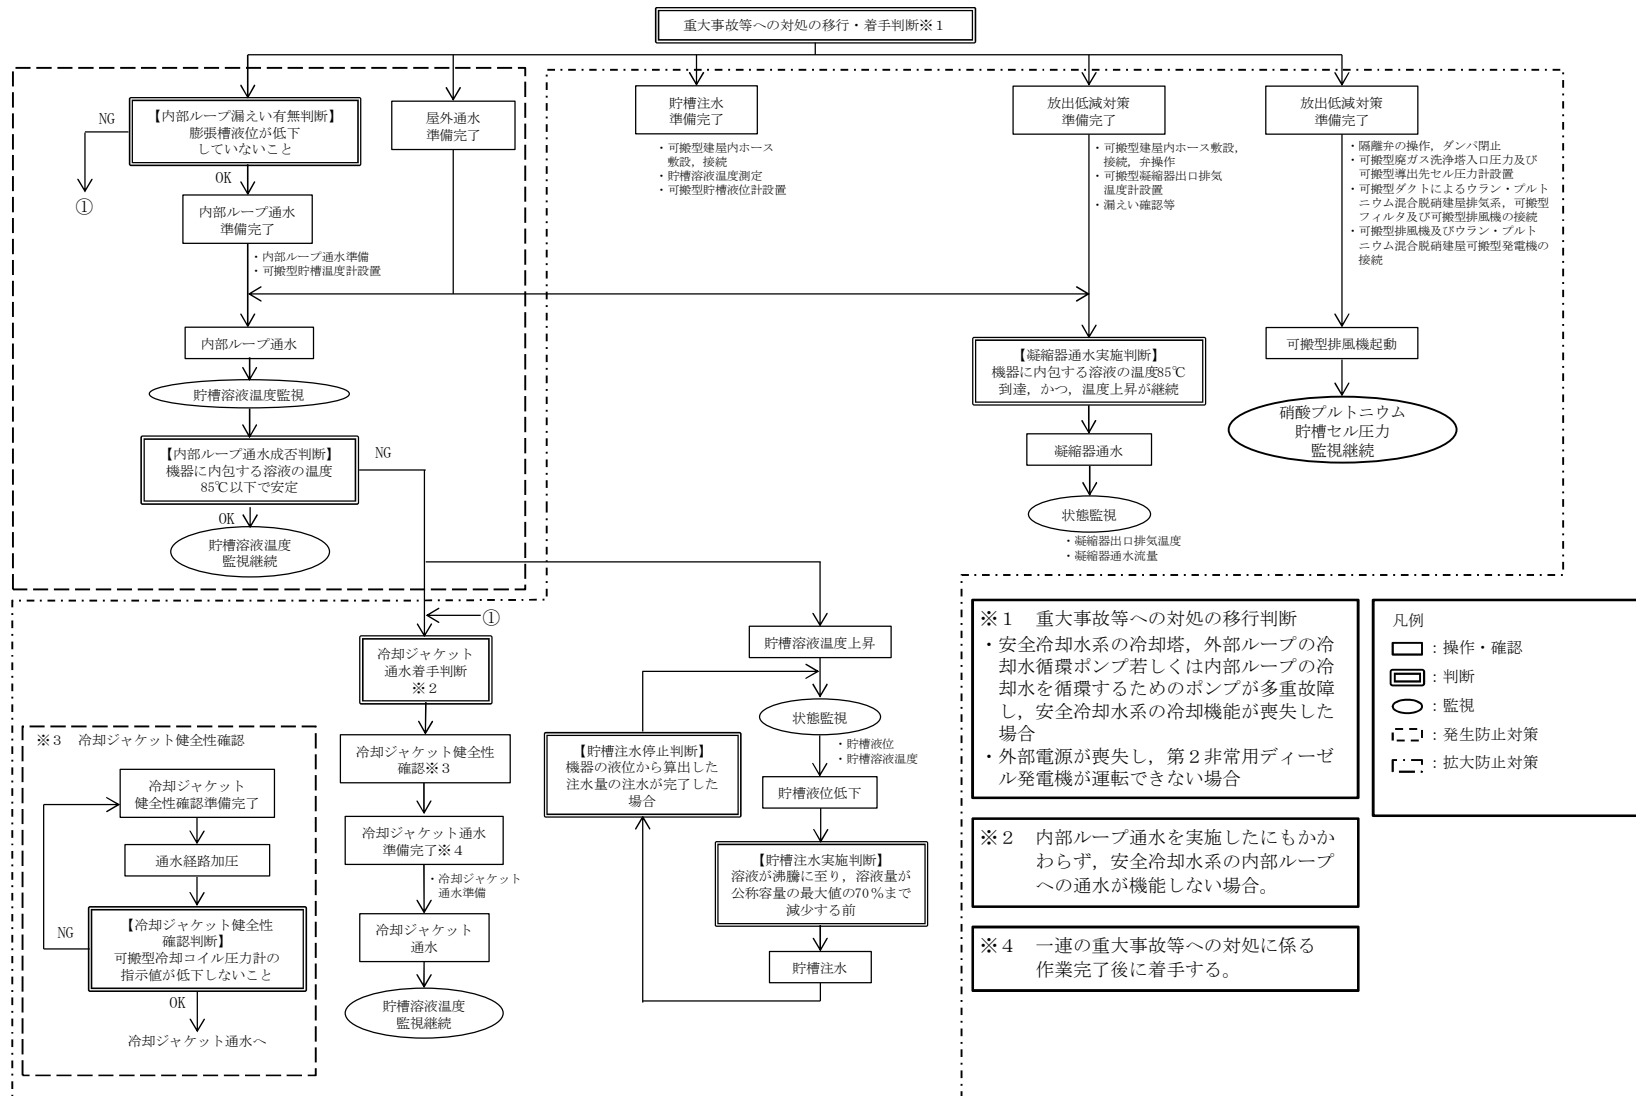 重大事故等への対処の移行・着手判断※１
NG
【内部ループ漏えい有無判断】
膨張槽液位が低下
していないこと
①
OK
内部ループ通水
準備完了
・内部ループ通水準備
・可搬型貯槽温度計設置
屋外通水
準備完了
内部ループ通水
貯槽溶液温度監視
【内部ループ通水成否判断】
機器に内包する溶液の温度
85℃以下で安定
NG
OK
貯槽溶液温度
監視継続
貯槽注水
準備完了
・可搬型建屋内ホース
敷設，接続
・貯槽溶液温度測定
・可搬型貯槽液位計設置
放出低減対策
準備完了
・可搬型建屋内ホース敷設，
接続，弁操作
・可搬型凝縮器出口排気
温度計設置
・漏えい確認等
【凝縮器通水実施判断】
機器に内包する溶液の温度85℃
到達，かつ，温度上昇が継続
凝縮器通水
状態監視
・凝縮器出口排気温度
・凝縮器通水流量
放出低減対策
準備完了
・隔離弁の操作，ダンパ閉止
・可搬型廃ガス洗浄塔入口圧力及び
可搬型導出先セル圧力計設置
・可搬型ダクトによるウラン・プルト
ニウム混合脱硝建屋排気系，可搬型
フィルタ及び可搬型排風機の接続
・可搬型排風機及びウラン・プルト
ニウム混合脱硝建屋可搬型発電機の
接続
可搬型排風機起動
硝酸プルトニウム
貯槽セル圧力
監視継続
①
冷却ジャケット
通水着手判断
※２
冷却ジャケット健全性
確認※３
冷却ジャケット通水
準備完了※４
・冷却ジャケット
通水準備
冷却ジャケット
通水
貯槽溶液温度
監視継続
※３　冷却ジャケット健全性確認
冷却ジャケット
健全性確認準備完了
通水経路加圧
NG
【冷却ジャケット健全性
確認判断】
可搬型冷却コイル圧力計の
指示値が低下しないこと
OK
冷却ジャケット通水へ
貯槽溶液温度上昇
状態監視
・貯槽液位
・貯槽溶液温度
貯槽液位低下
【貯槽注水実施判断】
溶液が沸騰に至り，溶液量が
公称容量の最大値の70％まで
減少する前
貯槽注水
【貯槽注水停止判断】
機器の液位から算出した
注水量の注水が完了した
場合
※１　重大事故等への対処の移行判断
・安全冷却水系の冷却塔，外部ループの冷
却水循環ポンプ若しくは内部ループの冷
却水を循環するためのポンプが多重故障
し，安全冷却水系の冷却機能が喪失した
場合
・外部電源が喪失し，第２非常用ディーゼ
ル発電機が運転できない場合
※２　内部ループ通水を実施したにもかか
わらず，安全冷却水系の内部ループ
への通水が機能しない場合。
※４　一連の重大事故等への対処に係る
作業完了後に着手する。
凡例
：操作・確認
：判断
：監視
：発生防止対策
：拡大防止対策